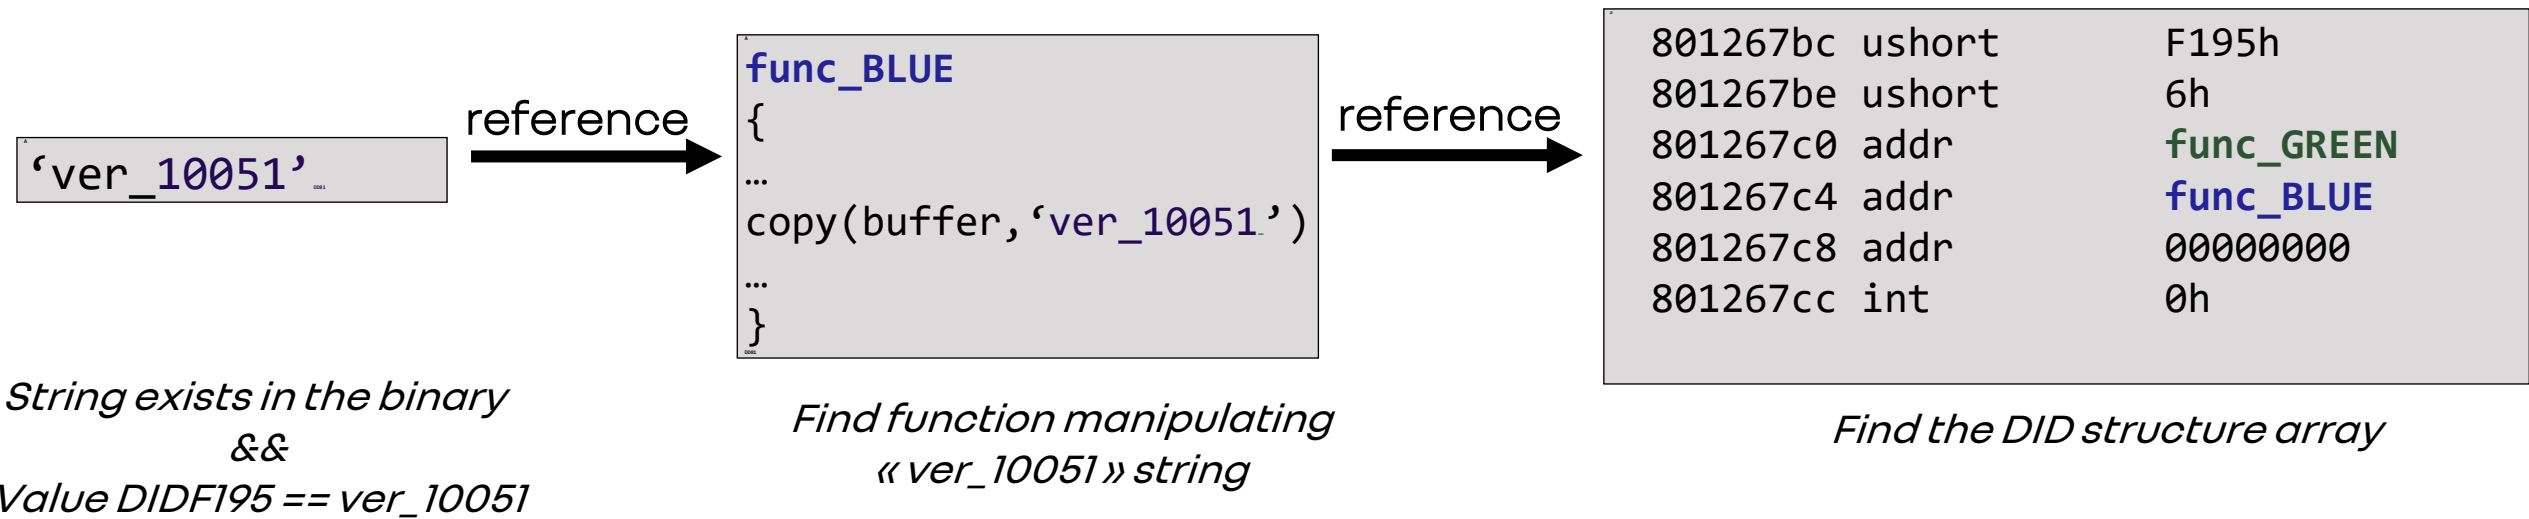 ‘ver_10051’
reference
func_BLUE
{
…
copy(buffer,‘ver_10051’)
…
}
reference
801267bc ushort F195h
801267be ushort 6h
801267c0 addr func_GREEN
801267c4 addr func_BLUE
801267c8 addr 00000000
801267cc int 0h
String exists in the binary
&&
Value DIDF195 == ver_10051
Find function manipulating
« ver_10051 » string
Find the DID structure array